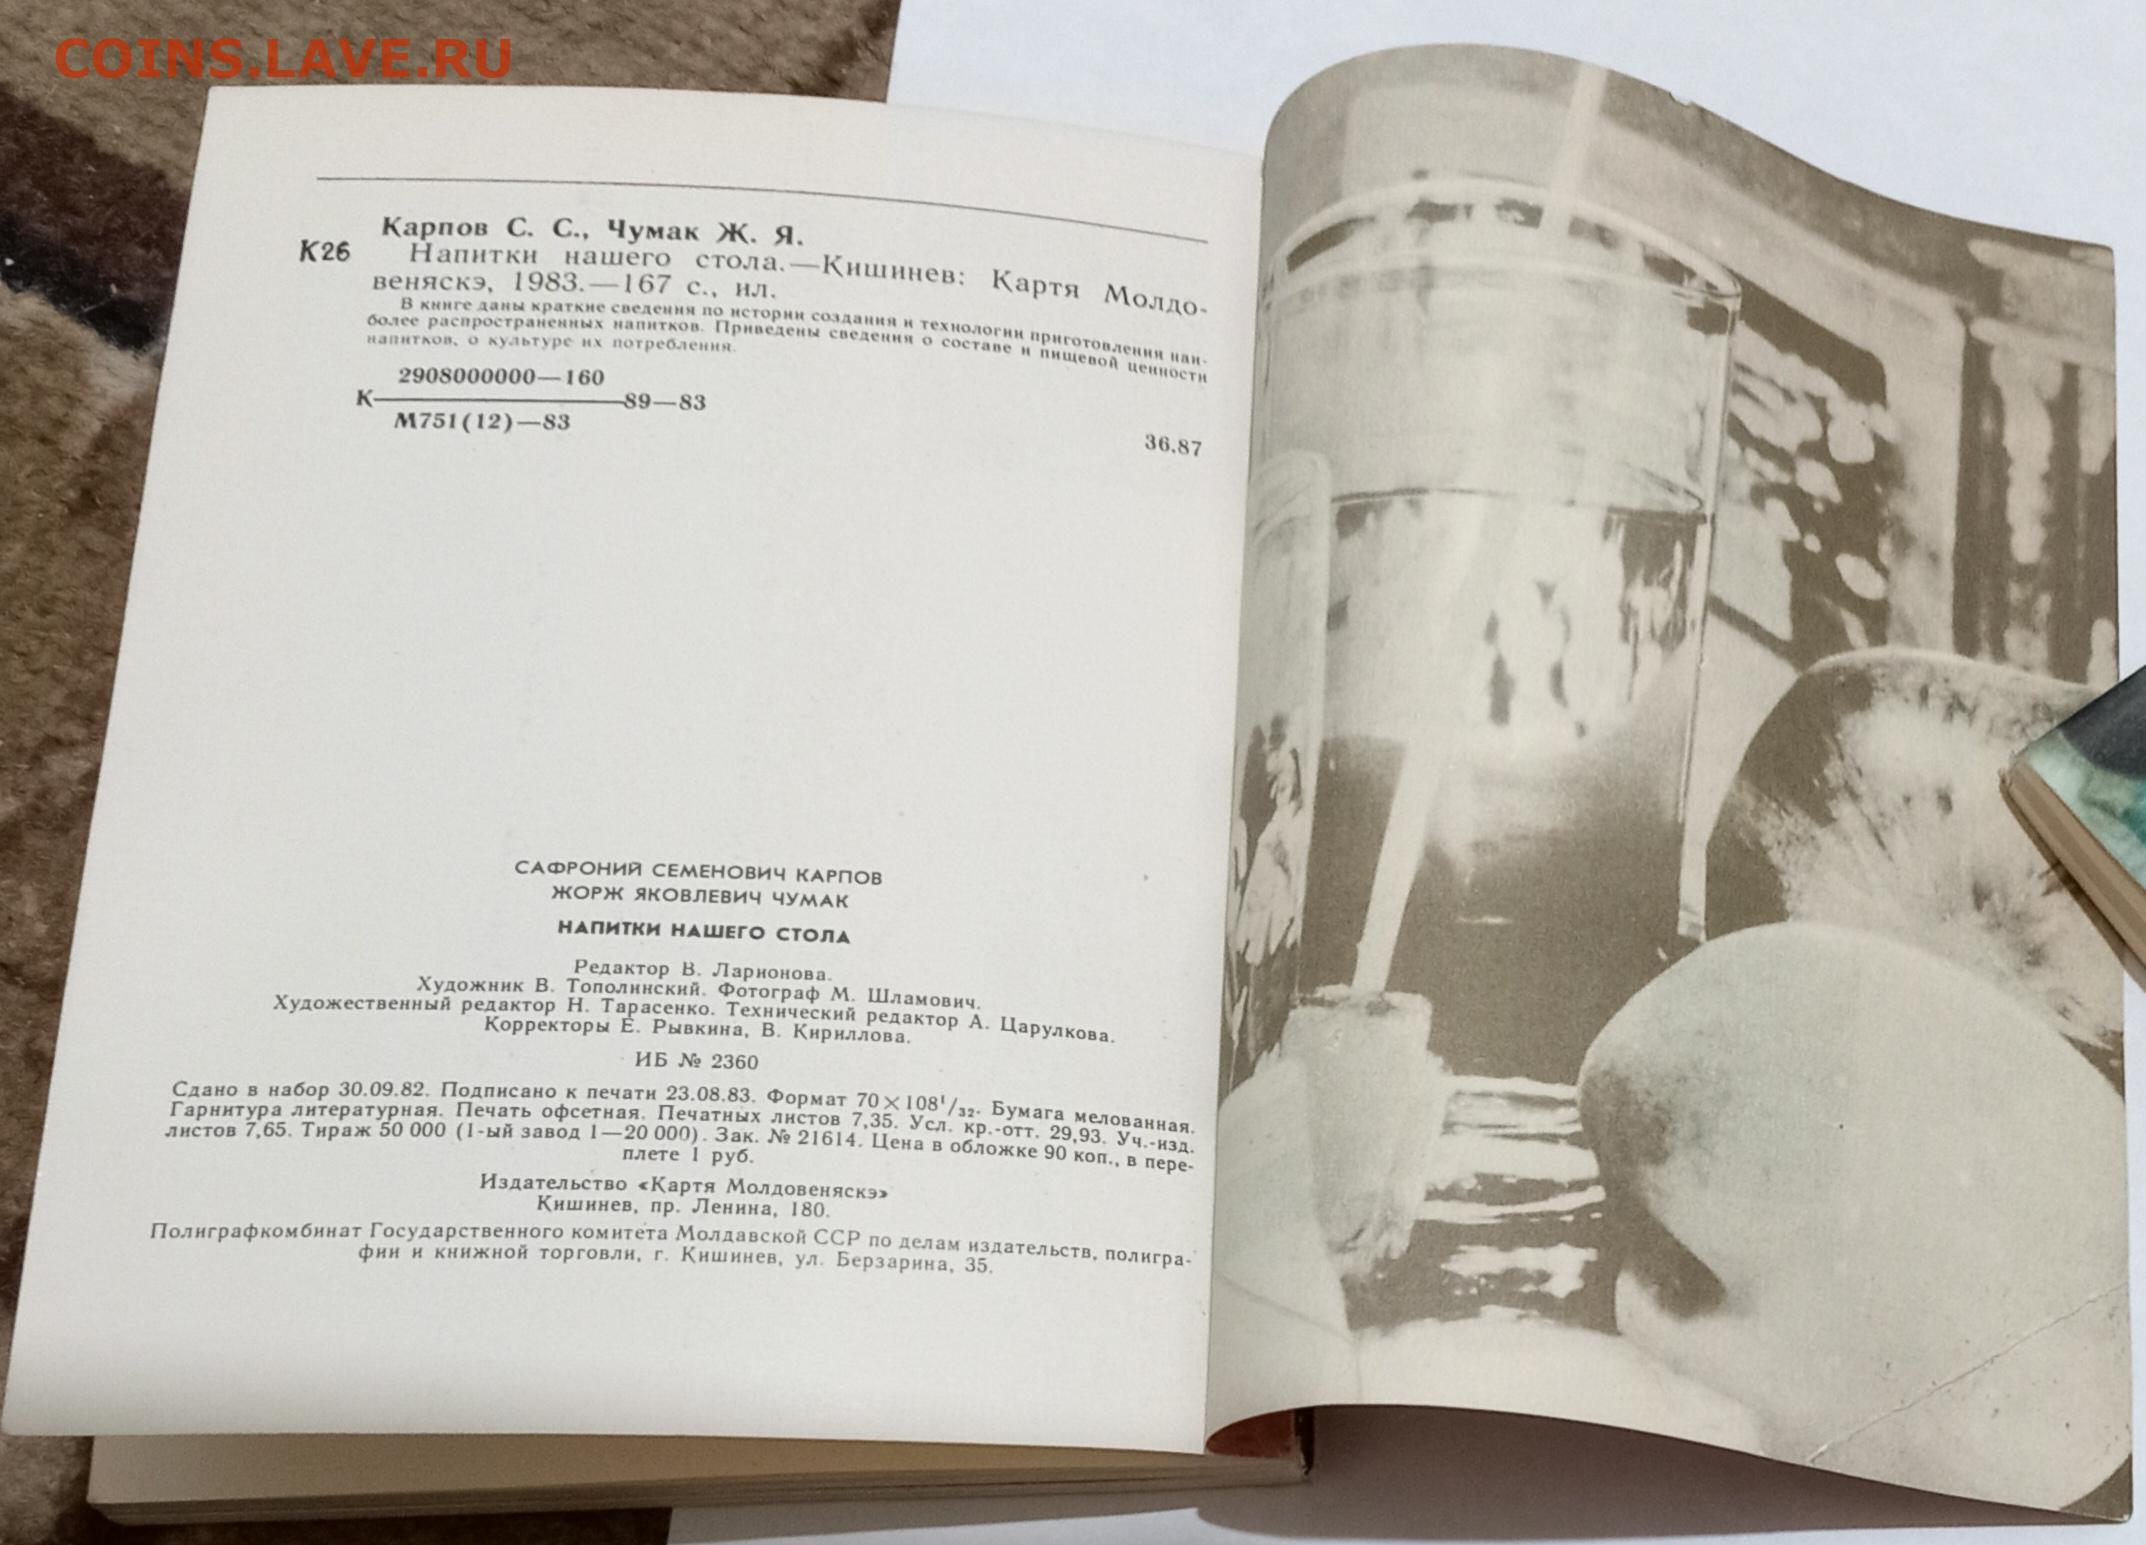 COINS.LAVE.RU
Карпов С. С., Чумак Ж. Я.
К26 Напитки нашего стола.—Кишинев: Картя Молдо-
веняскэ, 1983.—167 с., ил.
В книге даны краткие сведения по истории создания и технологии приготовления наи-
более распространенных напитков. Приведены сведения о составе и пищевой ценности
напитков, о культуре их потребления.
2908000000—160
К 89—83
М751(12)—83
36.87
САФРОНИЙ СЕМЕНОВИЧ КАРПОВ
ЖОРЖ ЯКОВЛЕВИЧ ЧУМАК
НАПИТКИ НАШЕГО СТОЛА
Редактор В. Ларионова.
Художник В. Тополинский. Фотограф М. Шламович.
Художественный редактор Н. Тарасенко. Технический редактор А. Царулкова.
Корректоры Е. Рывкина, В. Кириллова.
ИБ № 2360
Сдано в набор 30.09.82. Подписано к печати 23.08.83. Формат 70×108¹/₃₂. Бумага мелованная.
Гарнитура литературная. Печать офсетная. Печатных листов 7,35. Усл. кр.-отт. 29,93. Уч.-изд.
листов 7,65. Тираж 50 000 (1-ый завод 1—20 000). Зак. № 21614. Цена в обложке 90 коп., в пере-
плете 1 руб.
Издательство «Картя Молдовеняскэ»
Кишинев, пр. Ленина, 180.
Полиграфкомбинат Государственного комитета Молдавской ССР по делам издательств, полигра-
фии и книжной торговли, г. Кишинев, ул. Берзарина, 35.